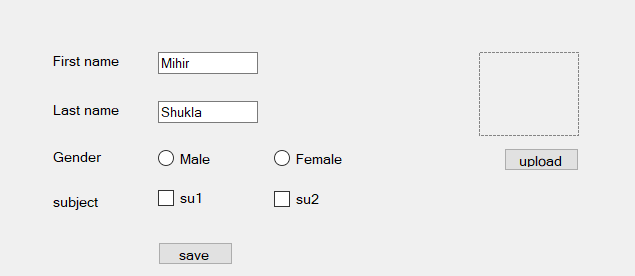 First name Mihir
Last name Shukla
Gender Male Female
upload
subject su1 su2
save